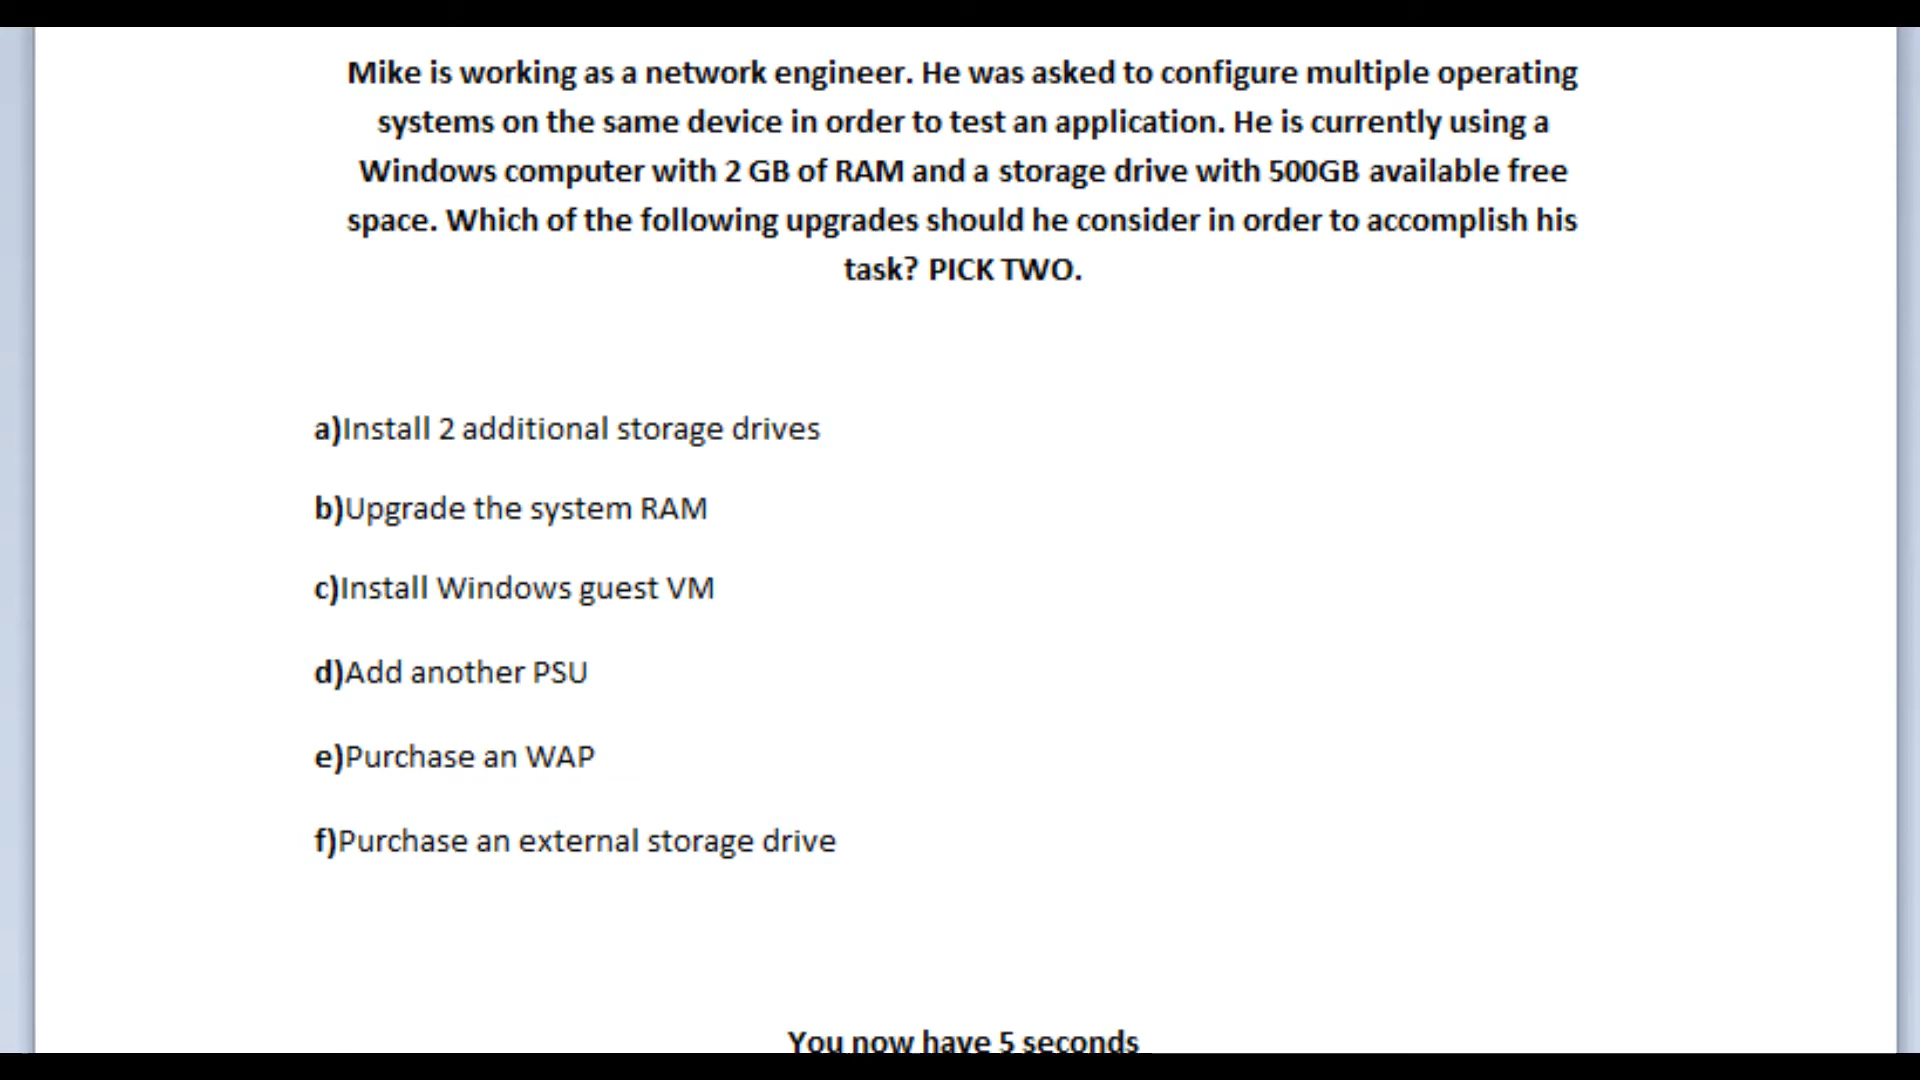 Mike is working as a network engineer. He was asked to configure multiple operating
systems on the same device in order to test an application. He is currently using a
Windows computer with 2 GB of RAM and a storage drive with 500GB available free
space. Which of the following upgrades should he consider in order to accomplish his
task? PICK TWO.
a)Install 2 additional storage drives
b)Upgrade the system RAM
c)Install Windows guest VM
d)Add another PSU
e)Purchase an WAP
f)Purchase an external storage drive
You now have 5 seconds